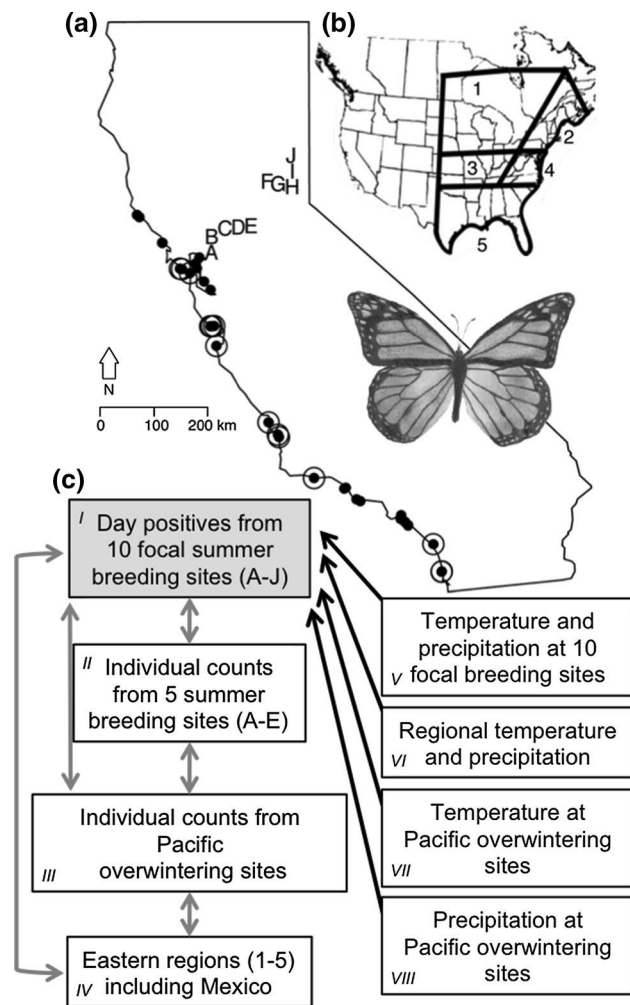 (a)
(b)
1
2
3
4
5
J
I
FGH
CDE
B
A
N
0 100 200 km
(c)
I Day positives from
10 focal summer
breeding sites (A-J)
II Individual counts
from 5 summer
breeding sites (A-E)
Individual counts from
Pacific
overwintering sites
III
Eastern regions (1-5)
IV including Mexico
Temperature and
precipitation at 10
V focal breeding sites
Regional temperature
VI and precipitation
Temperature at
Pacific overwintering
VII sites
Precipitation at
Pacific overwintering
VIII sites